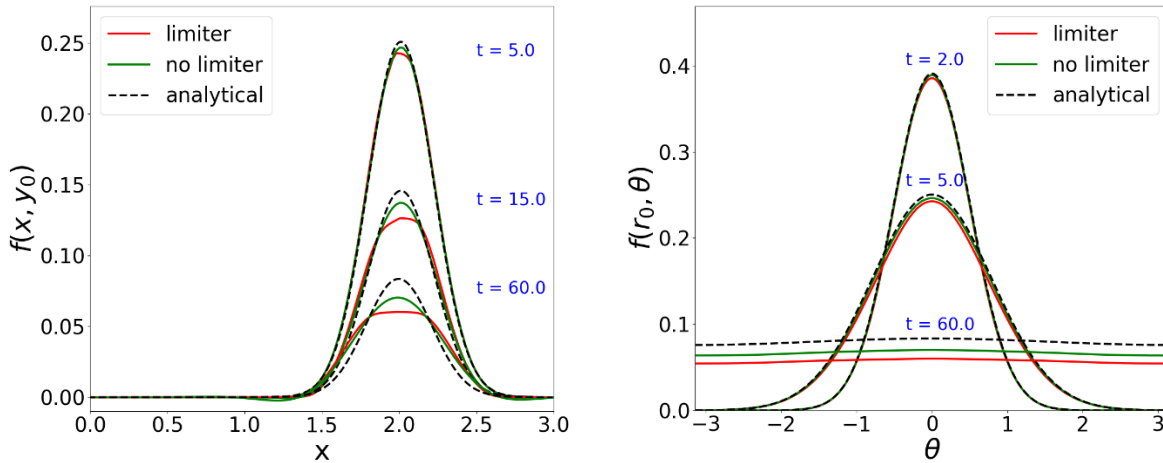 limiter
no limiter
analytical
t = 5.0
t = 15.0
t = 60.0
f(x, y₀)
0.25
0.20
0.15
0.10
0.05
0.00
0.0 0.5 1.0 1.5 2.0 2.5 3.0
x
limiter
no limiter
analytical
t = 2.0
t = 5.0
t = 60.0
f(r₀, θ)
0.4
0.3
0.2
0.1
0.0
−3 −2 −1 0 1 2 3
θ